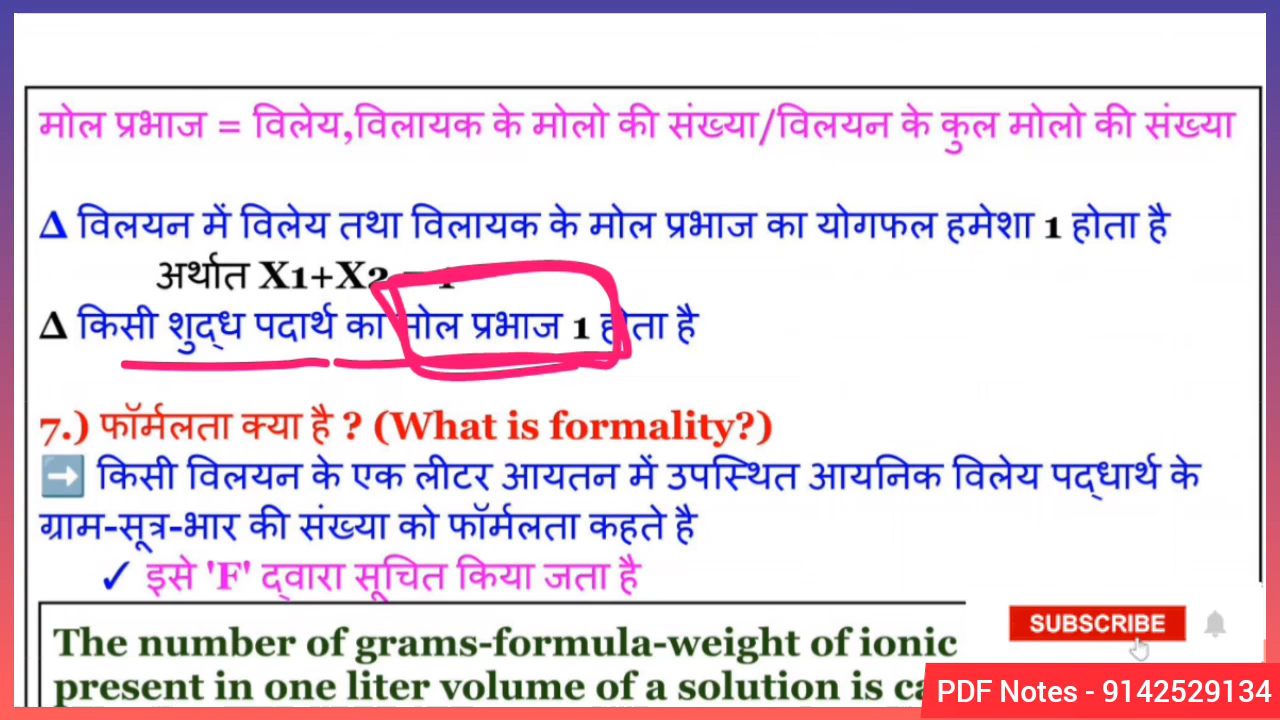 मोल प्रभाज = विलेय,विलायक के मोलो की संख्या/विलयन के कुल मोलो की संख्या
Δ विलयन में विलेय तथा विलायक के मोल प्रभाज का योगफल हमेशा 1 होता है
अर्थात X1+X2 = 1
Δ किसी शुद्ध पदार्थ का मोल प्रभाज 1 होता है
7.) फॉर्मलता क्या है ? (What is formality?)
➡ किसी विलयन के एक लीटर आयतन में उपस्थित आयनिक विलेय पद्धार्थ के
ग्राम-सूत्र-भार की संख्या को फॉर्मलता कहते है
✓ इसे 'F' द्वारा सूचित किया जता है
The number of grams-formula-weight of ionic
present in one liter volume of a solution is
SUBSCRIBE
PDF Notes - 9142529134